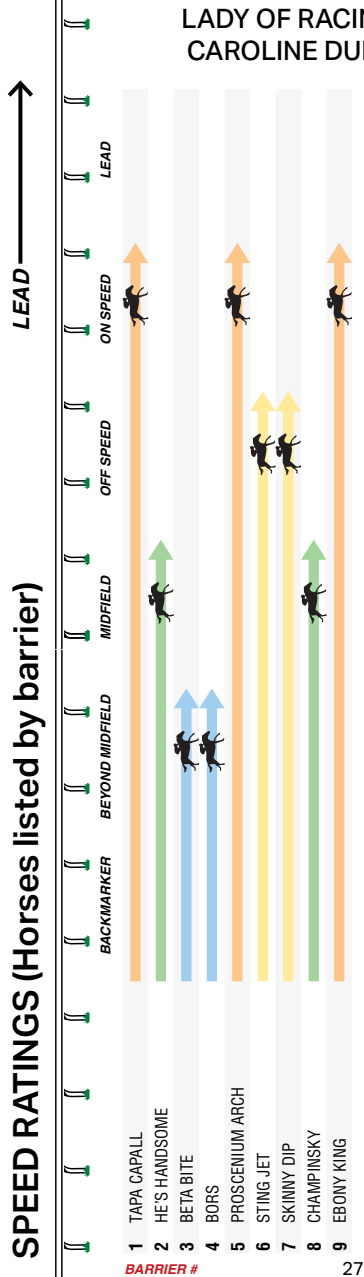 LADY OF RACIN
CAROLINE DU
SPEED RATINGS (Horses listed by barrier)
LEAD
BACKMARKER
BEYOND MIDFIELD
MIDFIELD
OFF SPEED
ON SPEED
LEAD
1 TAPA CAPALL
2 HE'S HANDSOME
3 BETA BITE
4 BORS
5 PROSCENIUM ARCH
6 STING JET
7 SKINNY DIP
8 CHAMPINSKY
9 EBONY KING
BARRIER #
27